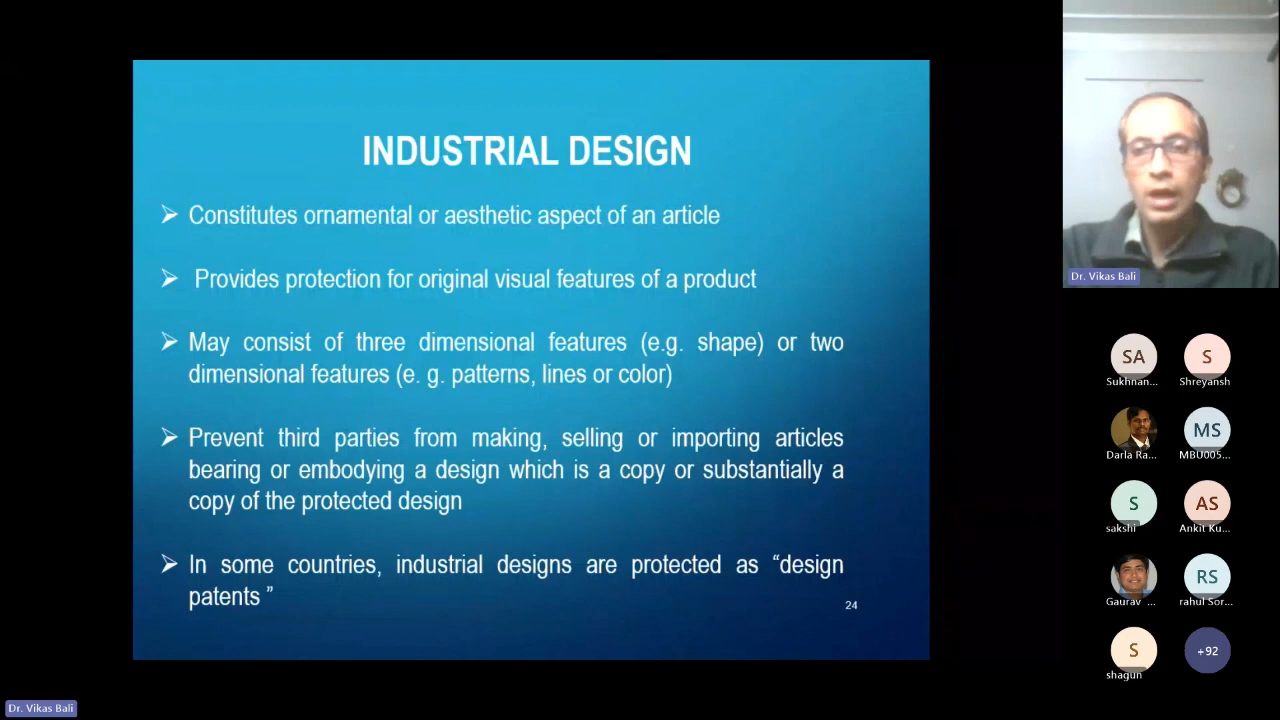 INDUSTRIAL DESIGN
Constitutes ornamental or aesthetic aspect of an article
Provides protection for original visual features of a product
May consist of three dimensional features (e.g. shape) or two
dimensional features (e. g. patterns, lines or color)
Prevent third parties from making, selling or importing articles
bearing or embodying a design which is a copy or substantially a
copy of the protected design
In some countries, industrial designs are protected as “design
patents ”
24
Dr. Vikas Bali
SA
S
Sukhnan...
Shreyansh
MS
Darla Ra...
MBU005...
S
AS
sakshi
Ankit Ku...
RS
Gaurav ...
rahul Sor...
S
+92
shagun
Dr. Vikas Bali